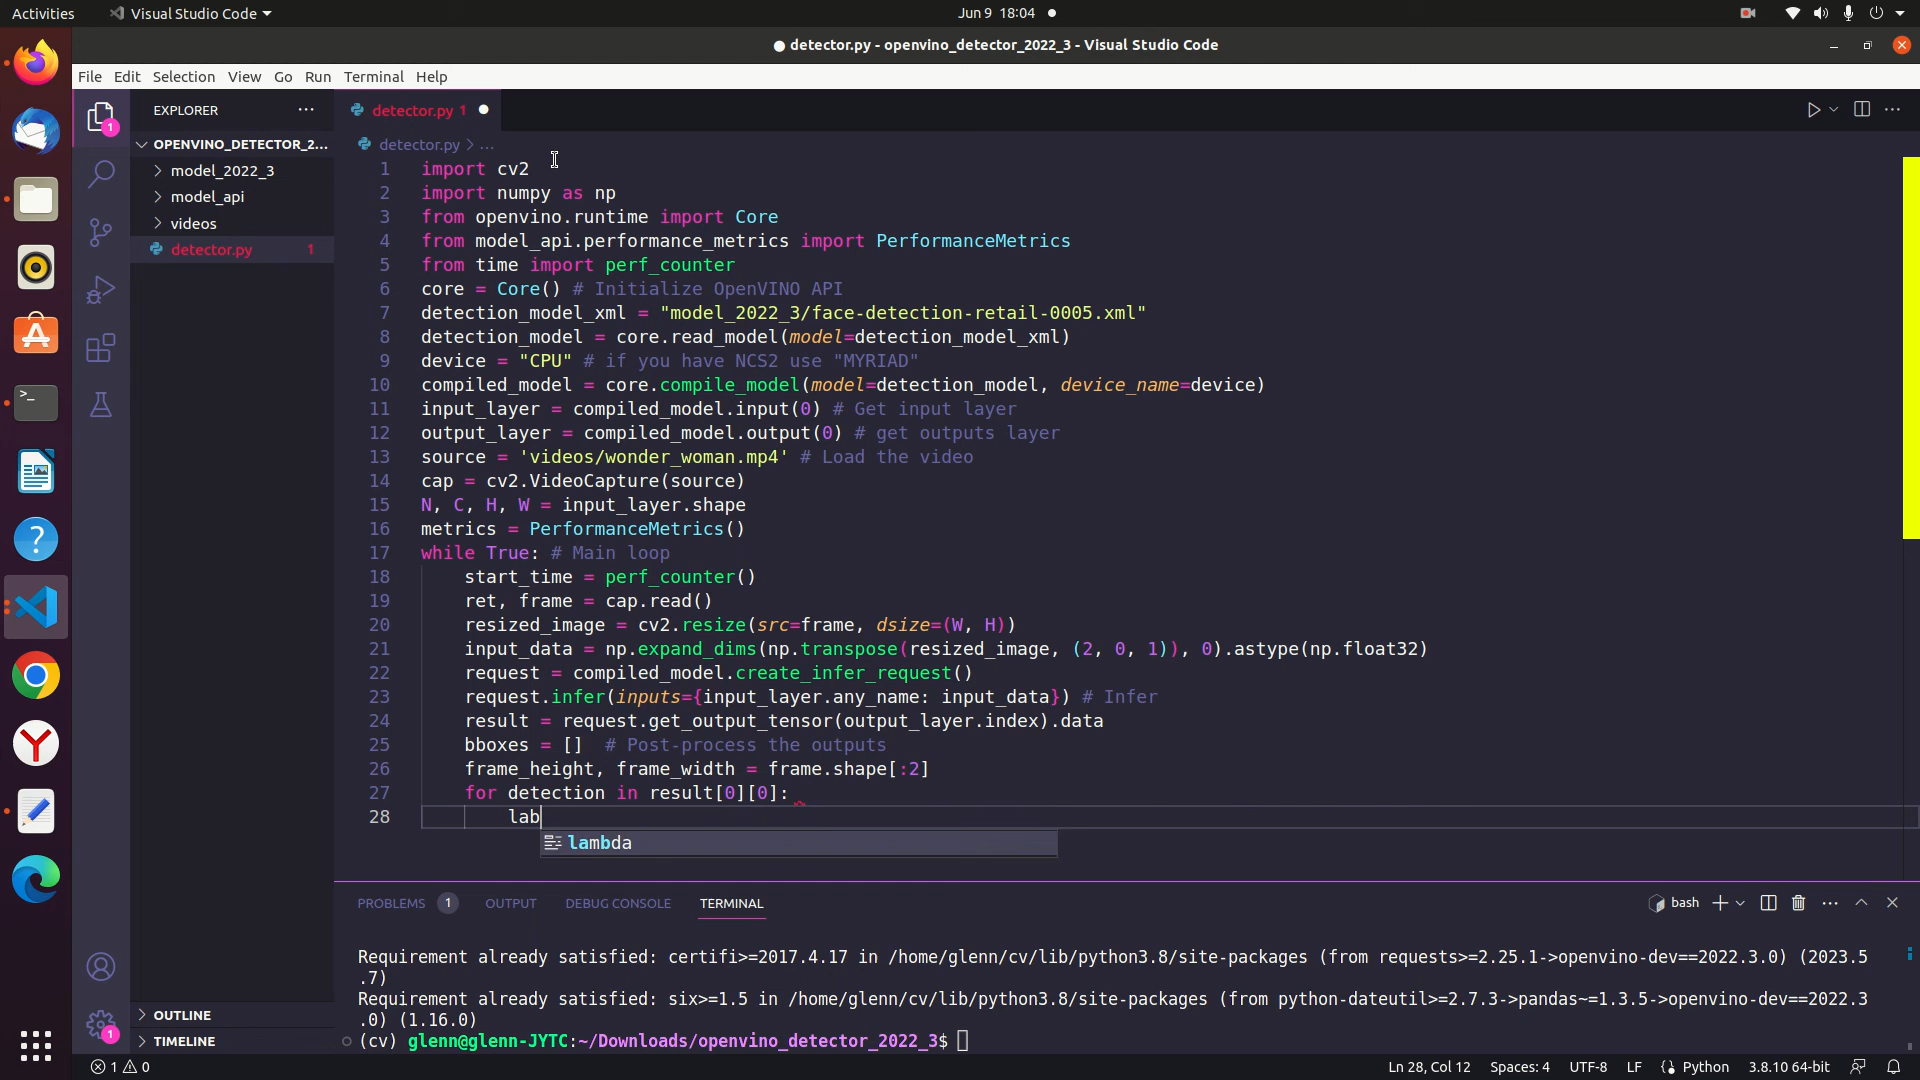 Activities
Visual Studio Code
Jun 9 18:04
detector.py - openvino_detector_2022_3 - Visual Studio Code
File Edit Selection View Go Run Terminal Help
EXPLORER
detector.py 1
OPENVINO_DETECTOR_2...
model_2022_3
model_api
videos
detector.py 1
detector.py > ...
1 import cv2
2 import numpy as np
3 from openvino.runtime import Core
4 from model_api.performance_metrics import PerformanceMetrics
5 from time import perf_counter
6 core = Core() # Initialize OpenVINO API
7 detection_model_xml = "model_2022_3/face-detection-retail-0005.xml"
8 detection_model = core.read_model(model=detection_model_xml)
9 device = "CPU" # if you have NCS2 use "MYRIAD"
10 compiled_model = core.compile_model(model=detection_model, device_name=device)
11 input_layer = compiled_model.input(0) # Get input layer
12 output_layer = compiled_model.output(0) # get outputs layer
13 source = 'videos/wonder_woman.mp4' # Load the video
14 cap = cv2.VideoCapture(source)
15 N, C, H, W = input_layer.shape
16 metrics = PerformanceMetrics()
17 while True: # Main loop
18 start_time = perf_counter()
19 ret, frame = cap.read()
20 resized_image = cv2.resize(src=frame, dsize=(W, H))
21 input_data = np.expand_dims(np.transpose(resized_image, (2, 0, 1)), 0).astype(np.float32)
22 request = compiled_model.create_infer_request()
23 request.infer(inputs={input_layer.any_name: input_data}) # Infer
24 result = request.get_output_tensor(output_layer.index).data
25 bboxes = [] # Post-process the outputs
26 frame_height, frame_width = frame.shape[:2]
27 for detection in result[0][0]:
28 lab
lambda
PROBLEMS 1 OUTPUT DEBUG CONSOLE TERMINAL
bash
Requirement already satisfied: certifi>=2017.4.17 in /home/glenn/cv/lib/python3.8/site-packages (from requests>=2.25.1->openvino-dev==2022.3.0) (2023.5
.7)
Requirement already satisfied: six>=1.5 in /home/glenn/cv/lib/python3.8/site-packages (from python-dateutil>=2.7.3->pandas~=1.3.5->openvino-dev==2022.3
.0) (1.16.0)
(cv) glenn@glenn-JYTC:~/Downloads/openvino_detector_2022_3$
OUTLINE
TIMELINE
1
1
1 0
Ln 28, Col 12 Spaces: 4 UTF-8 LF Python 3.8.10 64-bit